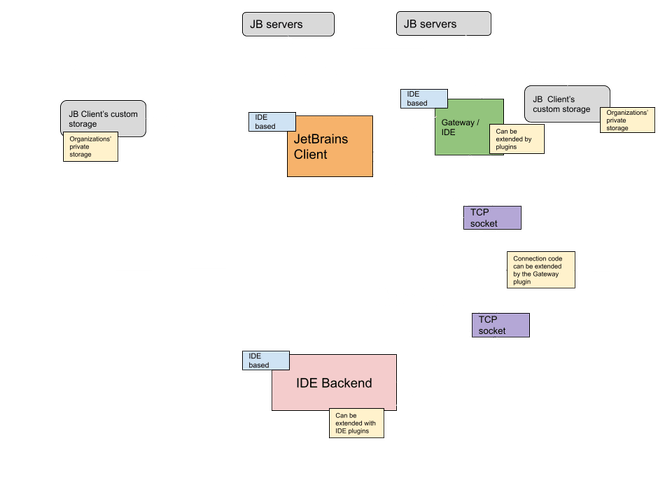 JB servers
JB servers
JB Client's custom
storage
Organizations'
private
storage
IDE
based
JetBrains
Client
IDE
based
Gateway /
IDE
Can be
extended by
plugins
JB  Client's
custom storage
Organizations'
private
storage
TCP
socket
Connection code
can be extended
by the Gateway
plugin
TCP
socket
IDE
based
IDE Backend
Can be
extended with
IDE plugins